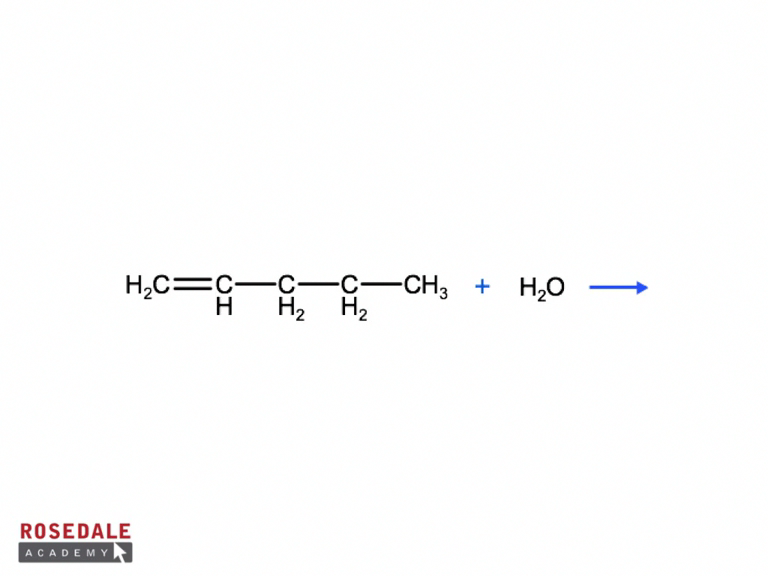 H₂C=C—C—C—CH₃ + H₂O →
H H₂ H₂
ROSEDALE
ACADEMY